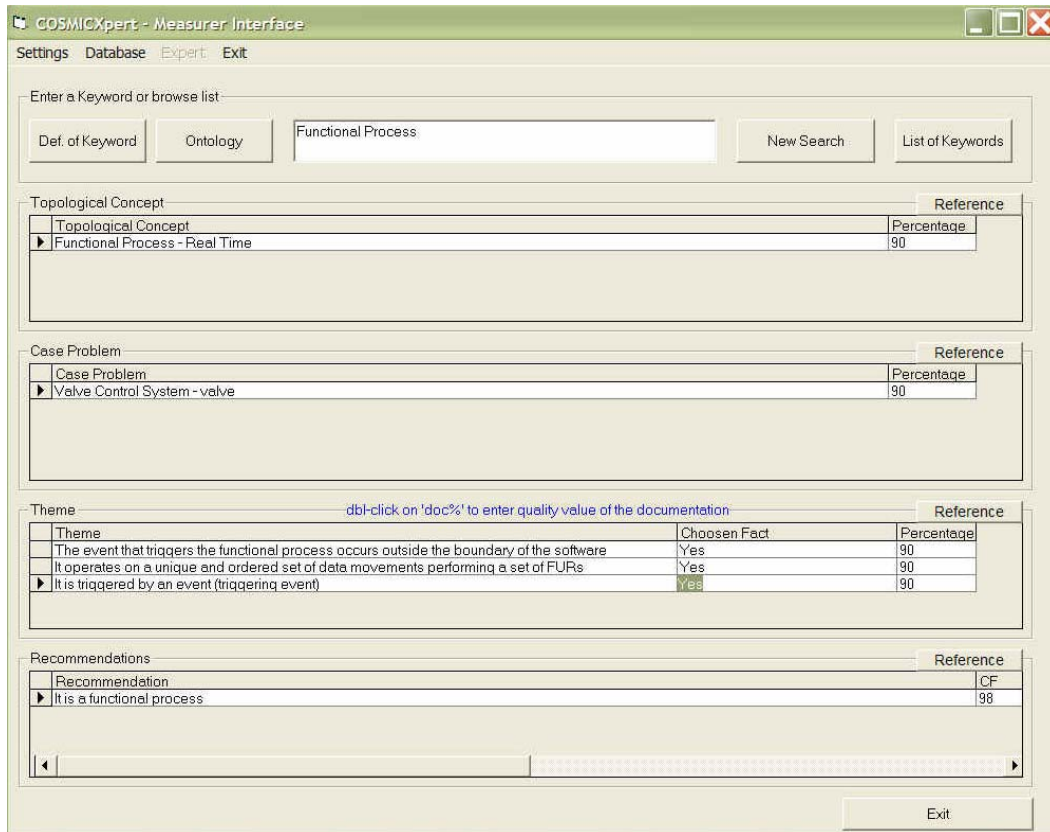 COSMICXpert - Measurer Interface
Settings Database Expert Exit
Enter a Keyword or browse list
Def. of Keyword Ontology Functional Process New Search List of Keywords
Topological Concept Reference
Topological Concept Percentage
Functional Process - Real Time 90
Case Problem Reference
Case Problem Percentage
Valve Control System - valve 90
Theme dbl-click on 'doc%' to enter quality value of the documentation Reference
Theme Choosen Fact Percentage
The event that triggers the functional process occurs outside the boundary of the software Yes 90
It operates on a unique and ordered set of data movements performing a set of FURs Yes 90
It is triggered by an event (triggering event) Yes 90
Recommendations Reference
Recommendation CF
It is a functional process 98
Exit